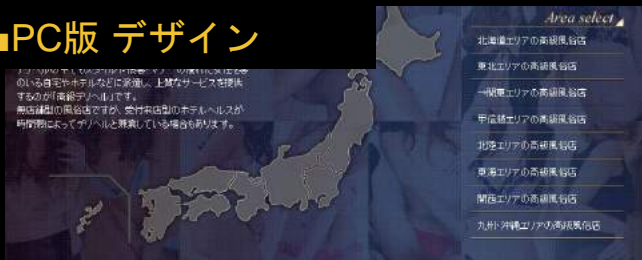 ■PC版 デザイン
のいる自宅やホテルなどに派遣し、上質なサービスを提供
するのが「高級デリヘル」です。
無店舗型の風俗店ですが、受付来店型のホテルヘルスが
時間帯によってデリヘルと兼業している場合もあります。
Area select
北海道エリアの高級風俗店
東北エリアの高級風俗店
関東エリアの高級風俗店
甲信越エリアの高級風俗店
北陸エリアの高級風俗店
東海エリアの高級風俗店
関西エリアの高級風俗店
九州・沖縄エリアの高級風俗店